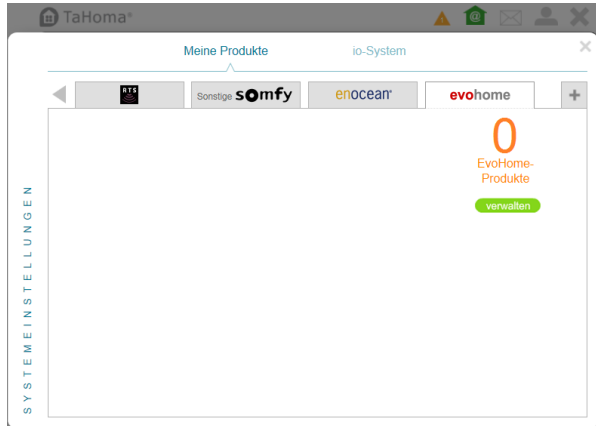 TaHoma®
Meine Produkte
io-System
RTS
Sonstige somfy
enocean®
evohome
0
EvoHome-
Produkte
verwalten
SYSTEMEINSTELLUNGEN